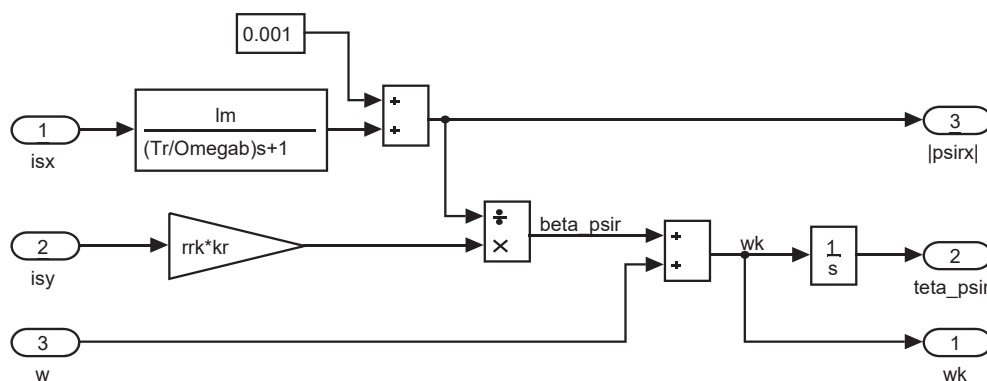 0.001
1
isx
lm
(Tr/Omegab)s+1
+
+
3
|psirx|
2
isy
rrk*kr
÷
×
beta_psir
+
+
wk
1
s
2
teta_psir
3
w
1
wk